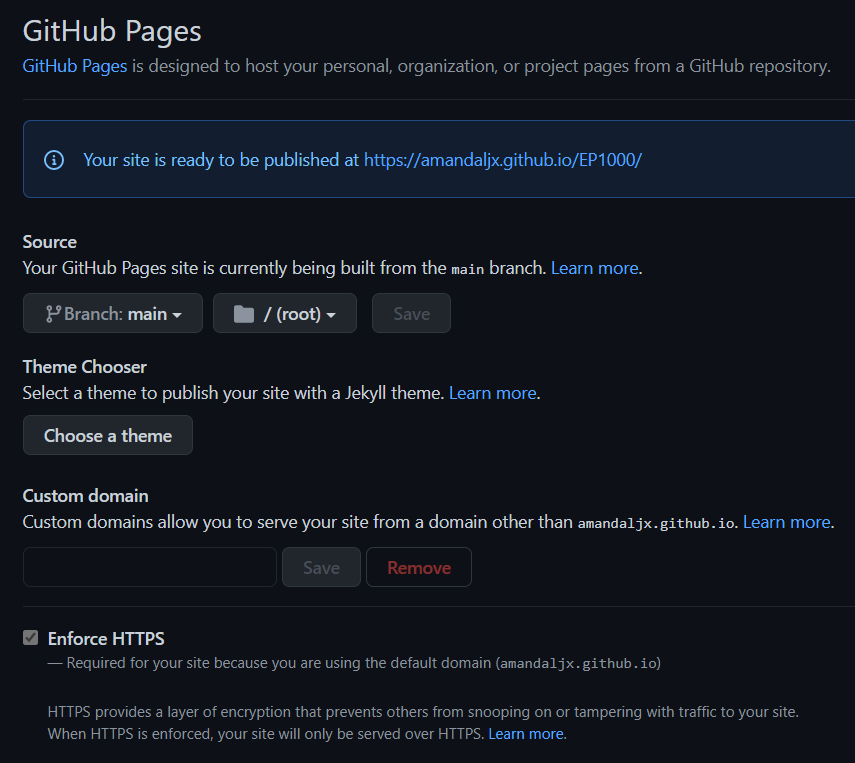 GitHub Pages
GitHub Pages is designed to host your personal, organization, or project pages from a GitHub repository.
Your site is ready to be published at https://amandaljx.github.io/EP1000/
Source
Your GitHub Pages site is currently being built from the main branch. Learn more.
Branch: main
/ (root)
Save
Theme Chooser
Select a theme to publish your site with a Jekyll theme. Learn more.
Choose a theme
Custom domain
Custom domains allow you to serve your site from a domain other than amandaljx.github.io. Learn more.
Save
Remove
Enforce HTTPS
— Required for your site because you are using the default domain (amandaljx.github.io)
HTTPS provides a layer of encryption that prevents others from snooping on or tampering with traffic to your site.
When HTTPS is enforced, your site will only be served over HTTPS. Learn more.